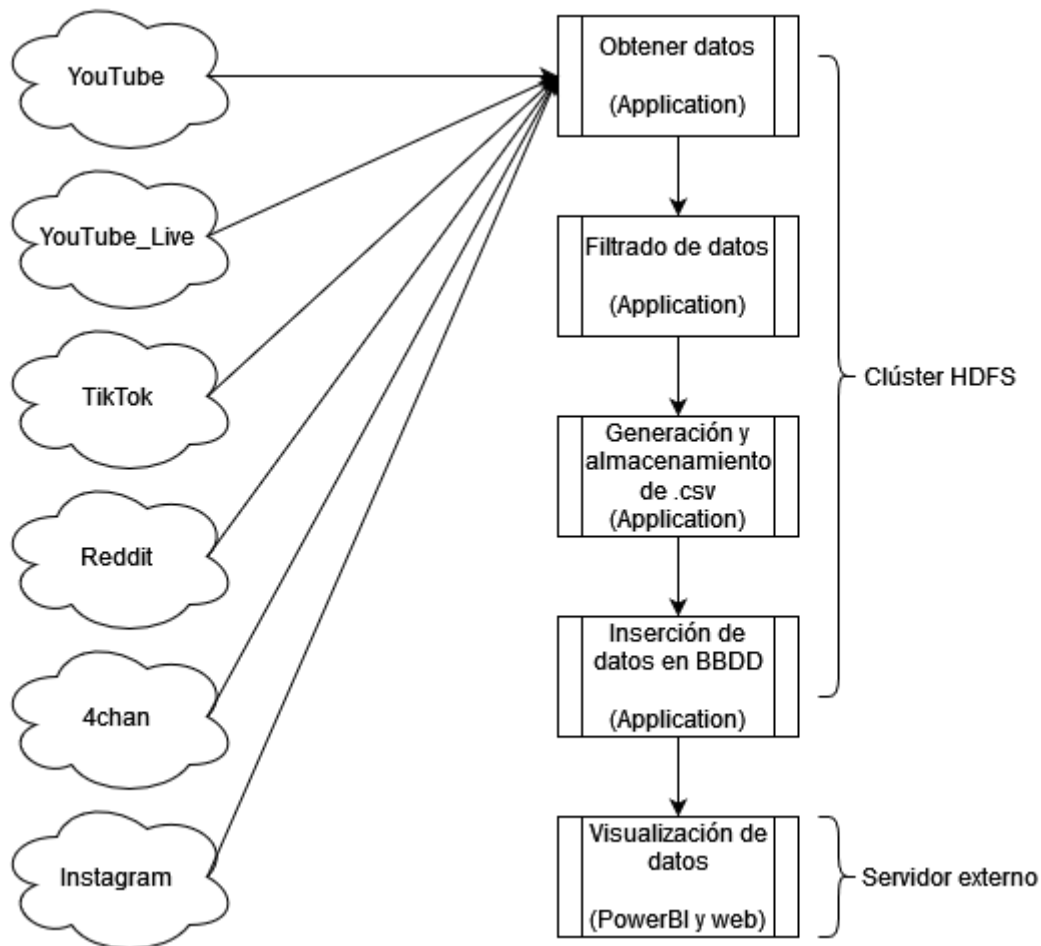 YouTube
YouTube_Live
TikTok
Reddit
4chan
Instagram
Obtener datos
(Application)
Filtrado de datos
(Application)
Generación y
almacenamiento
de .csv
(Application)
Inserción de
datos en BBDD
(Application)
Visualización de
datos
(PowerBI y web)
Clúster HDFS
Servidor externo